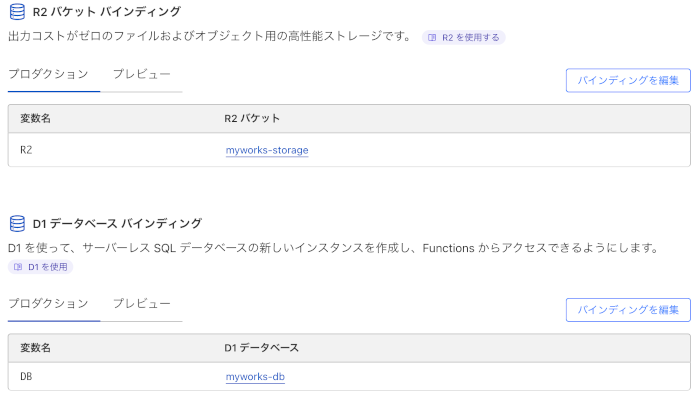 R2 バケット バインディング
出力コストがゼロのファイルおよびオブジェクト用の高性能ストレージです。 R2 を使用する
プロダクション プレビュー バインディングを編集
変数名 R2 バケット
R2 myworks-storage
D1 データベース バインディング
D1 を使って、サーバーレス SQL データベースの新しいインスタンスを作成し、Functions からアクセスできるようにします。
D1 を使用
プロダクション プレビュー バインディングを編集
変数名 D1 データベース
DB myworks-db